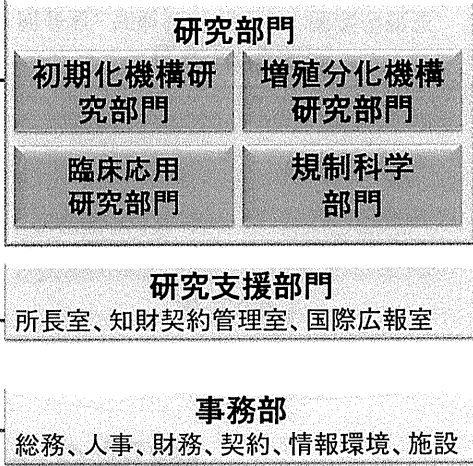 研究部門
初期化機構研
究部門
増殖分化機構
研究部門
臨床応用
研究部門
規制科学
部門
研究支援部門
所長室、知財契約管理室、国際広報室
事務部
総務、人事、財務、契約、情報環境、施設